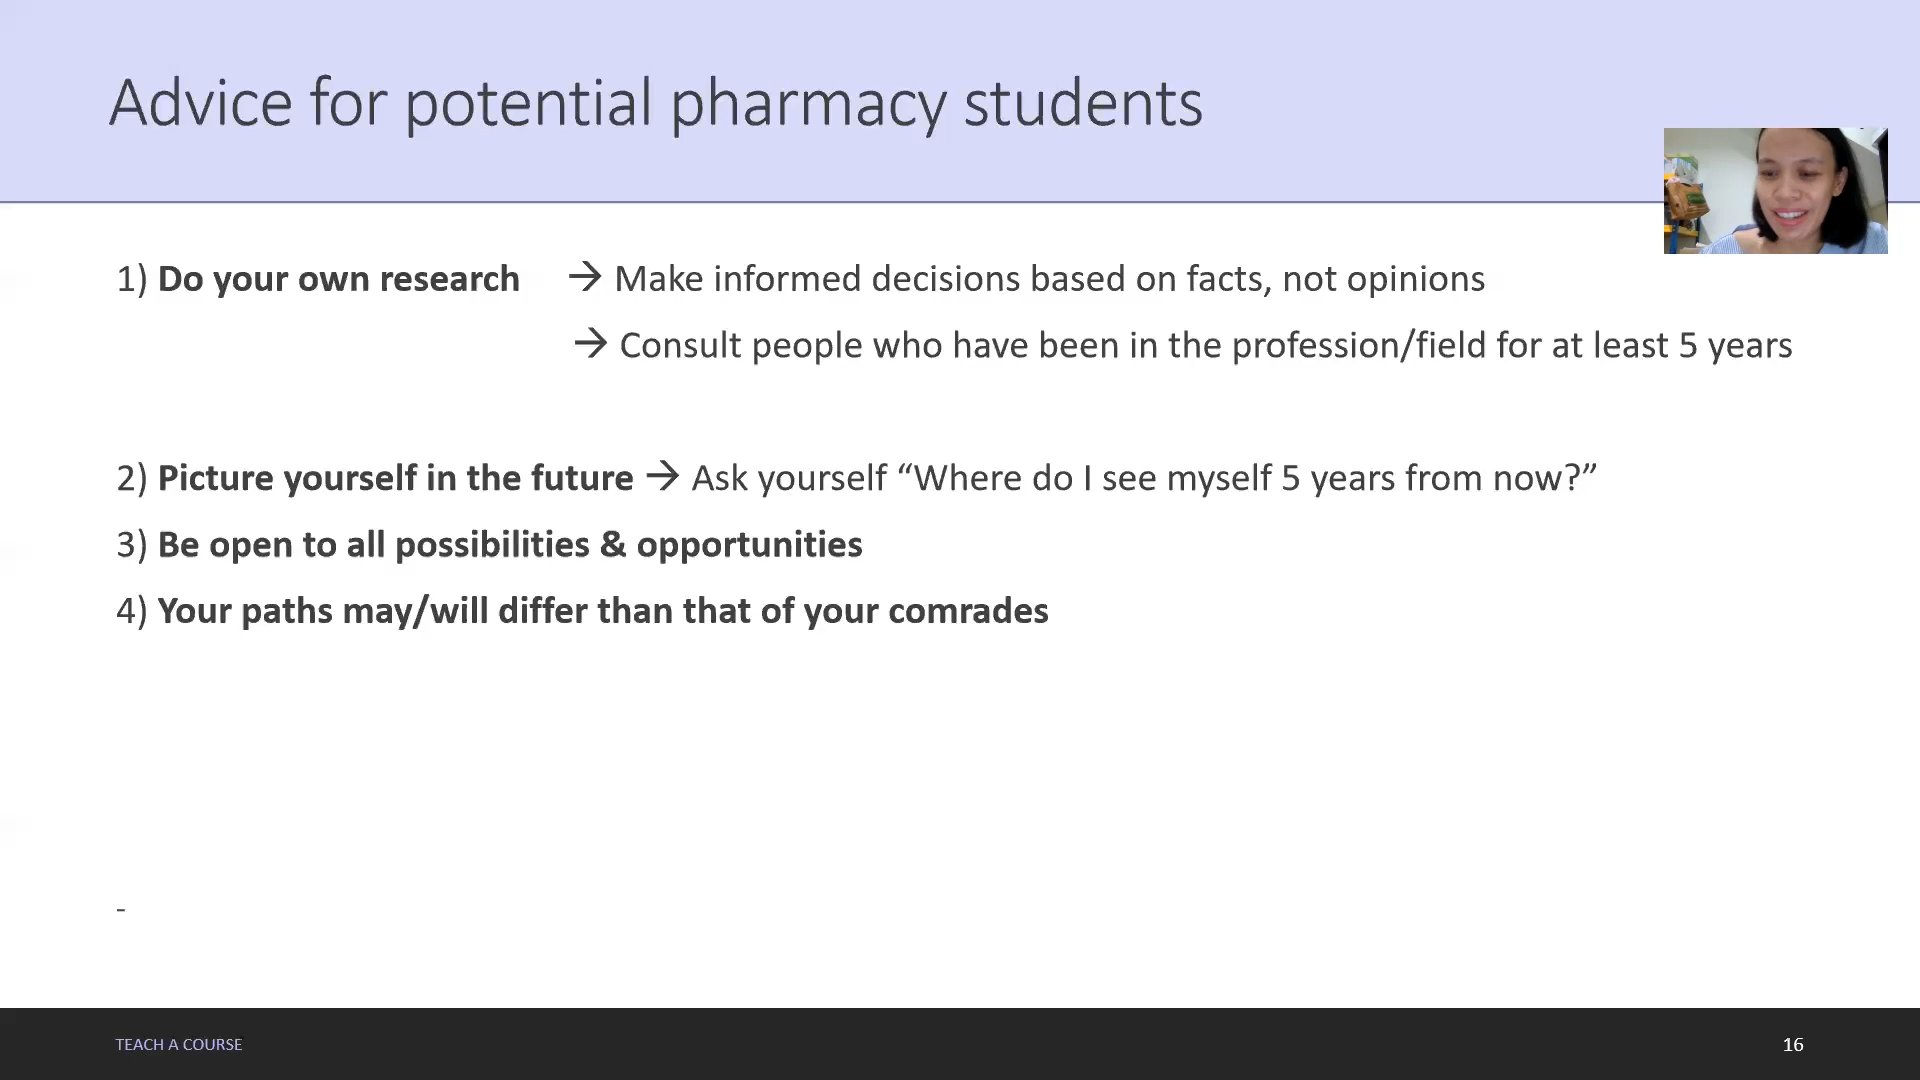 Advice for potential pharmacy students
1) Do your own research → Make informed decisions based on facts, not opinions
→ Consult people who have been in the profession/field for at least 5 years
2) Picture yourself in the future → Ask yourself “Where do I see myself 5 years from now?”
3) Be open to all possibilities & opportunities
4) Your paths may/will differ than that of your comrades
-
TEACH A COURSE
16